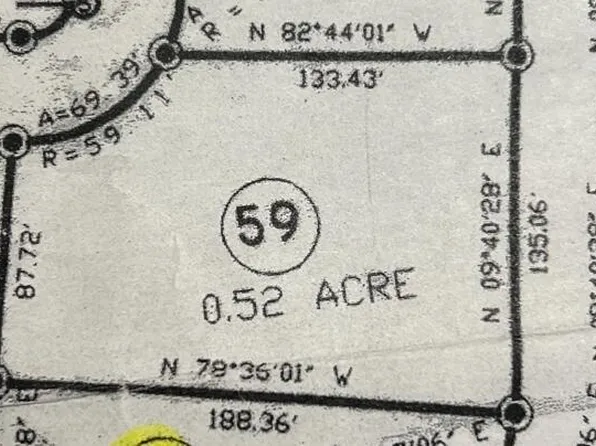 N 82°44'01" W
133.43'
A=69.39'
R=59.11'
N 09°40'28" E
135.06'
59
87.72'
0.52 ACRE
N 78°36'01" W
188.36'